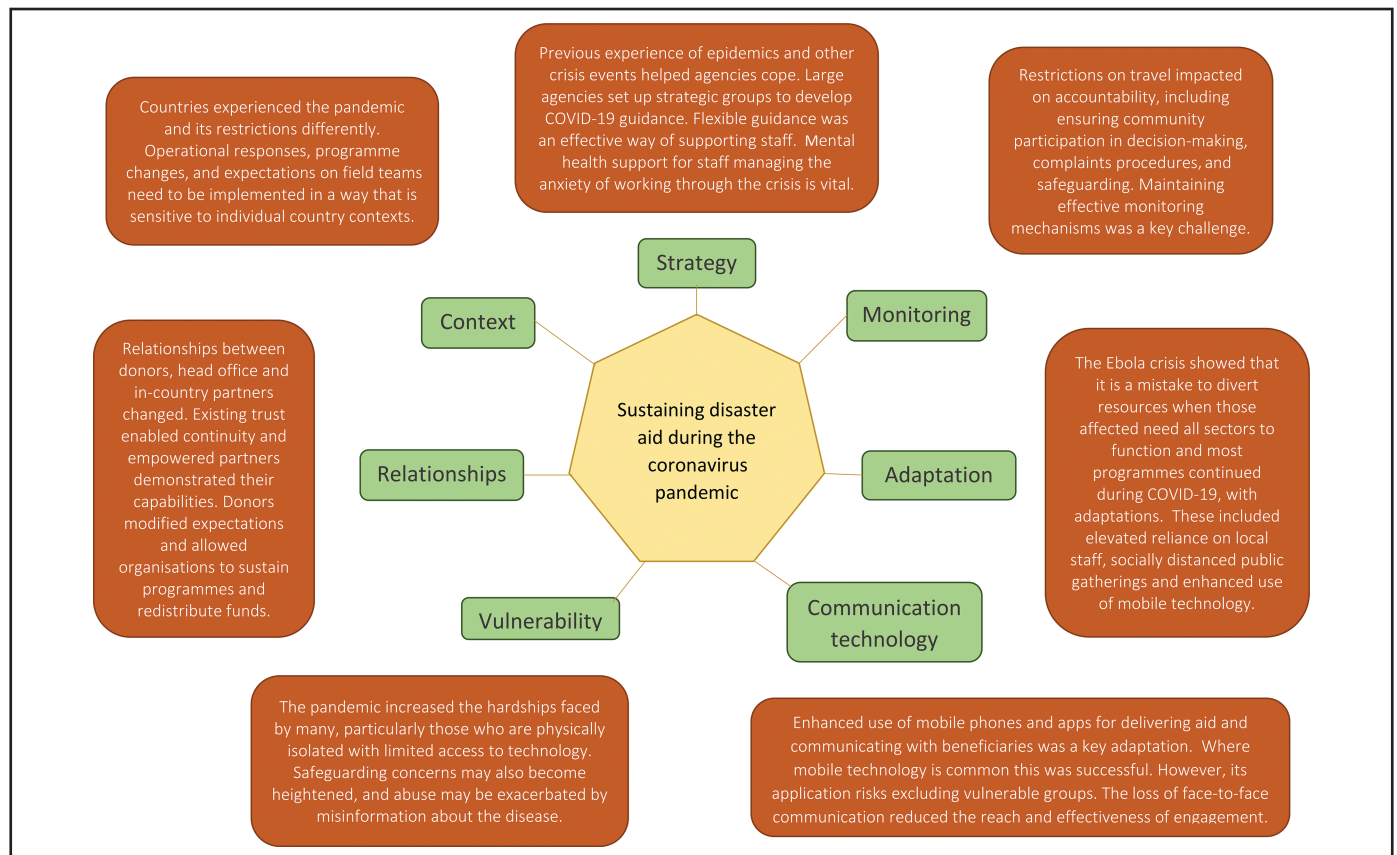 Previous experience of epidemics and other
crisis events helped agencies cope. Large
agencies set up strategic groups to develop
COVID-19 guidance. Flexible guidance was
an effective way of supporting staff.  Mental
health support for staff managing the
anxiety of working through the crisis is vital.
Countries experienced the pandemic
and its restrictions differently.
Operational responses, programme
changes, and expectations on field teams
need to be implemented in a way that is
sensitive to individual country contexts.
Restrictions on travel impacted
on accountability, including
ensuring community
participation in decision-making,
complaints procedures, and
safeguarding. Maintaining
effective monitoring
mechanisms was a key challenge.
Strategy
Context
Monitoring
Relationships between
donors, head office and
in-country partners
changed. Existing trust
enabled continuity and
empowered partners
demonstrated their
capabilities. Donors
modified expectations
and allowed
organisations to sustain
programmes and
redistribute funds.
Relationships
Sustaining disaster
aid during the
coronavirus
pandemic
Adaptation
The Ebola crisis showed that
it is a mistake to divert
resources when those
affected need all sectors to
function and most
programmes continued
during COVID-19, with
adaptations.  These included
elevated reliance on local
staff, socially distanced public
gatherings and enhanced use
of mobile technology.
Vulnerability
Communication
technology
The pandemic increased the hardships faced
by many, particularly those who are physically
isolated with limited access to technology.
Safeguarding concerns may also become
heightened, and abuse may be exacerbated by
misinformation about the disease.
Enhanced use of mobile phones and apps for delivering aid and
communicating with beneficiaries was a key adaptation.  Where
mobile technology is common this was successful. However, its
application risks excluding vulnerable groups. The loss of face-to-face
communication reduced the reach and effectiveness of engagement.